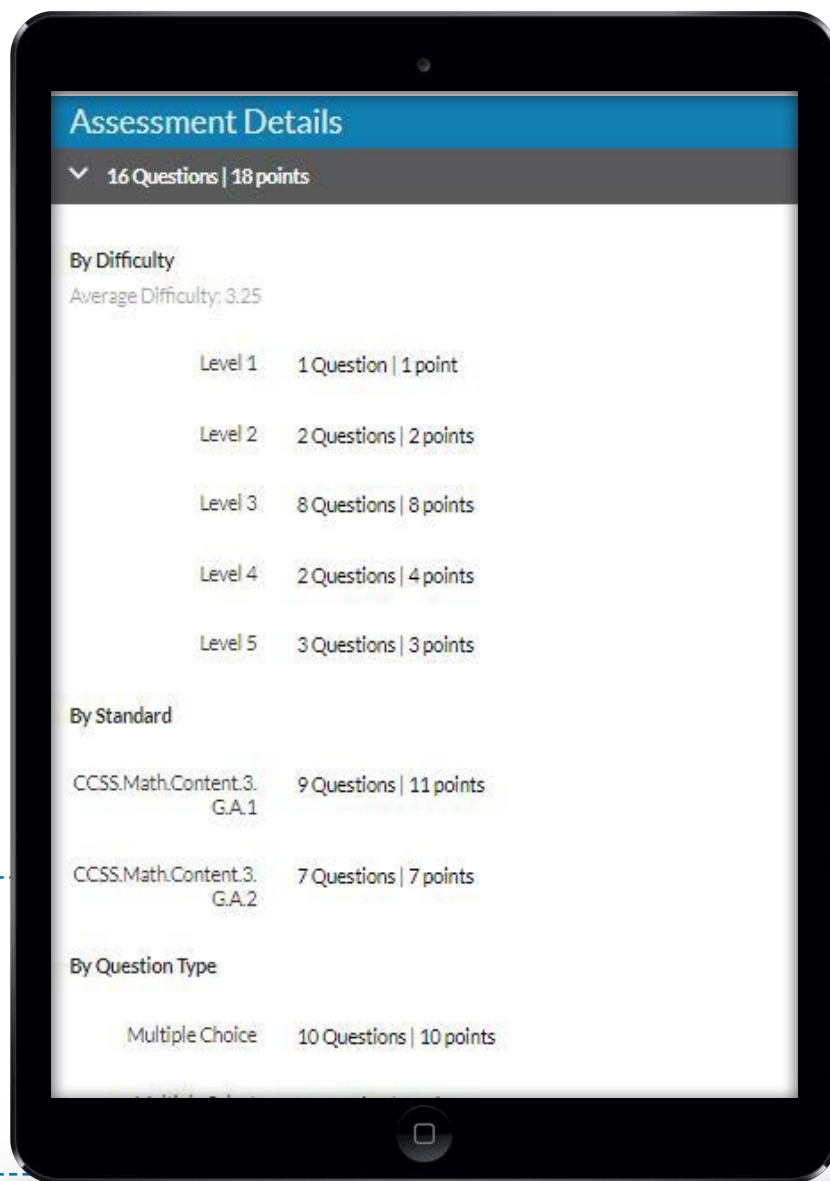 Assessment Details
16 Questions | 18 points
By Difficulty
Average Difficulty: 3.25
Level 1 1 Question | 1 point
Level 2 2 Questions | 2 points
Level 3 8 Questions | 8 points
Level 4 2 Questions | 4 points
Level 5 3 Questions | 3 points
By Standard
CCSS.Math.Content.3. 9 Questions | 11 points
G.A.1
CCSS.Math.Content.3. 7 Questions | 7 points
G.A.2
By Question Type
Multiple Choice 10 Questions | 10 points